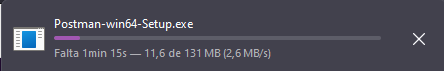 Postman-win64-Setup.exe
Falta 1min 15s — 11,6 de 131 MB (2,6 MB/s)